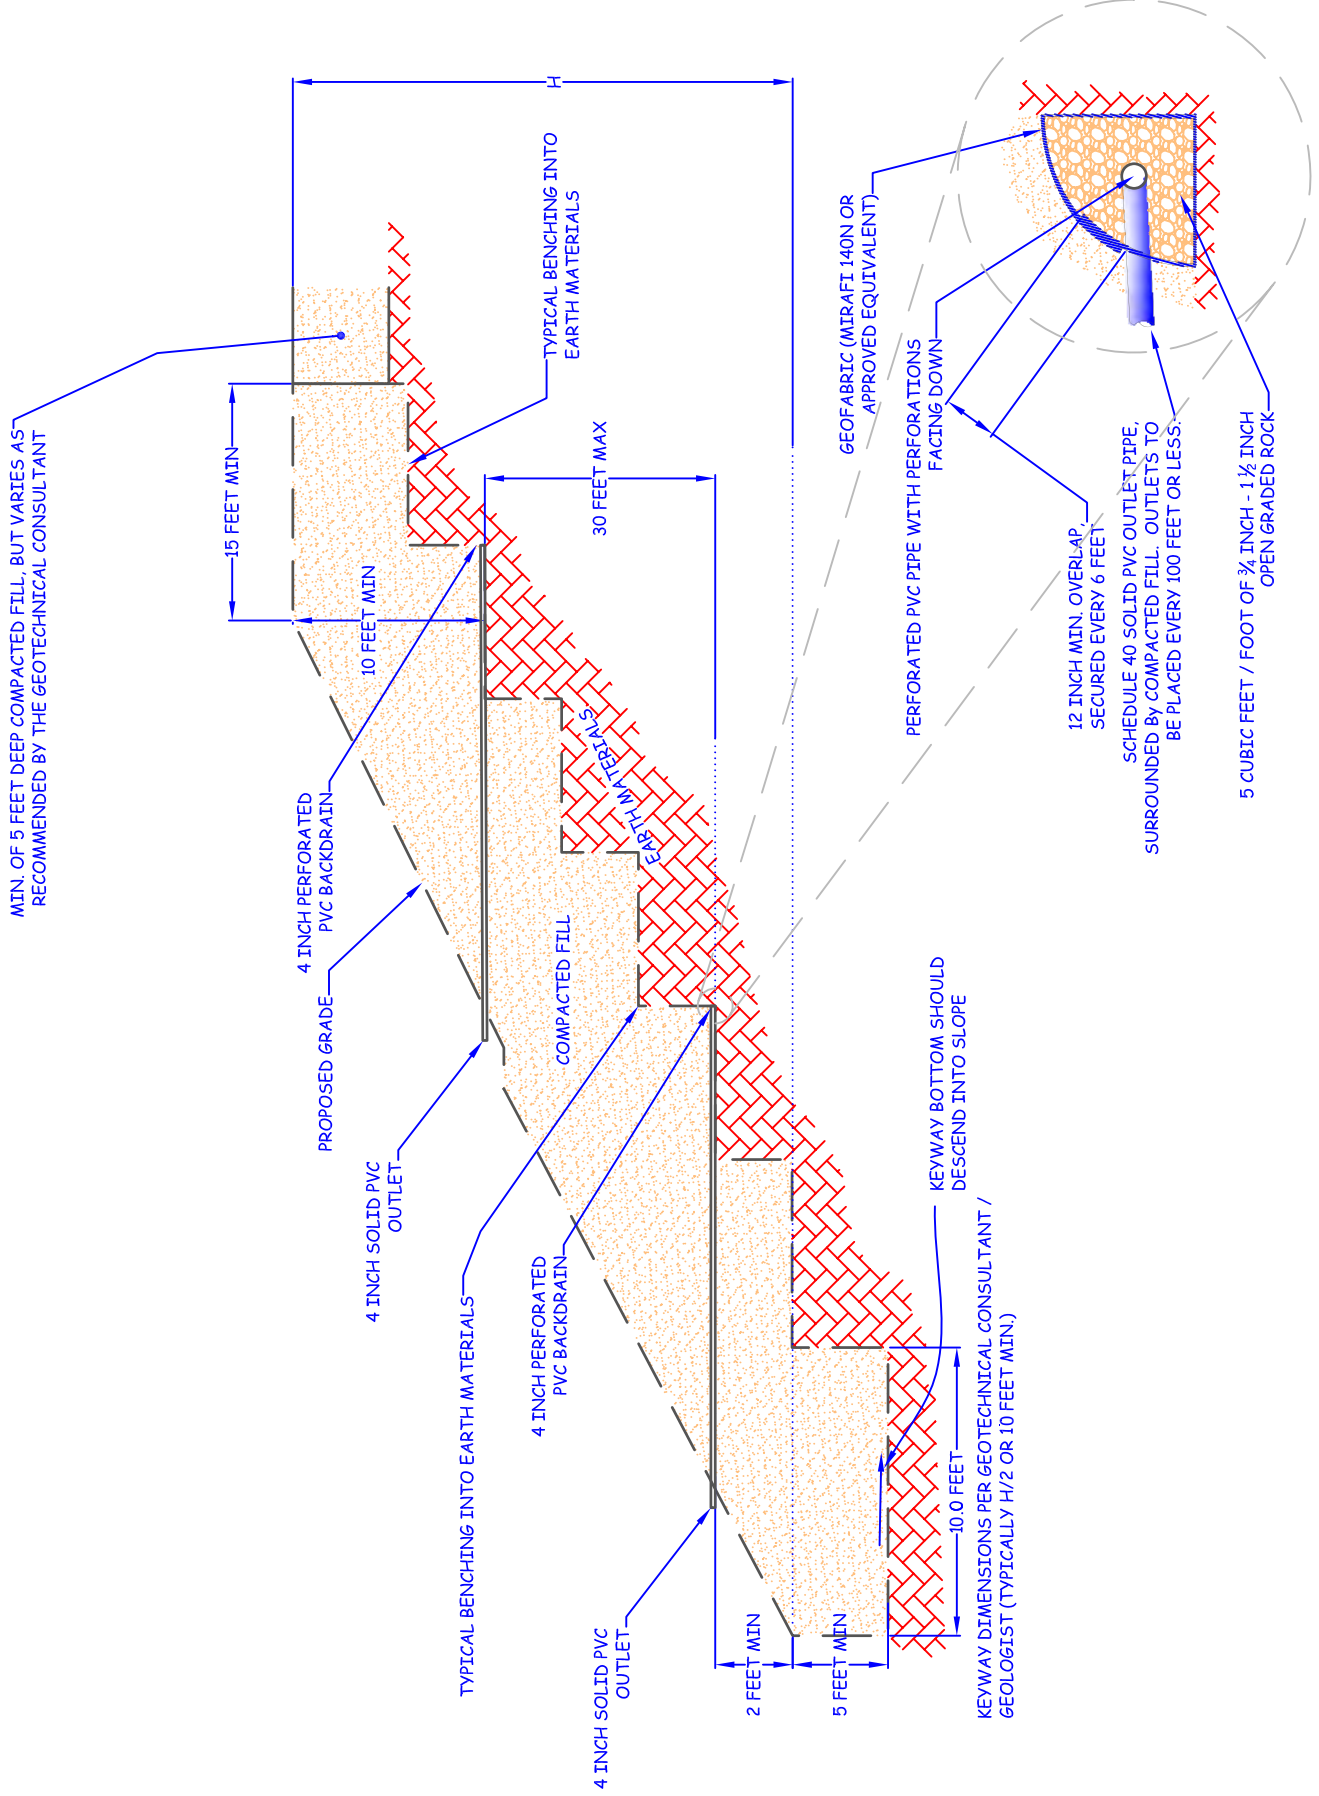 MIN. OF 5 FEET DEEP COMPACTED FILL, BUT VARIES AS
RECOMMENDED BY THE GEOTECHNICAL CONSULTANT
15 FEET MIN
10 FEET MIN
H
TYPICAL BENCHING INTO
EARTH MATERIALS
30 FEET MAX
4 INCH PERFORATED
PVC BACKDRAIN
PROPOSED GRADE
4 INCH SOLID PVC
OUTLET
COMPACTED FILL
EARTH MATERIALS
TYPICAL BENCHING INTO EARTH MATERIALS
4 INCH PERFORATED
PVC BACKDRAIN
4 INCH SOLID PVC
OUTLET
2 FEET MIN
5 FEET MIN
10.0 FEET
KEYWAY BOTTOM SHOULD
DESCEND INTO SLOPE
KEYWAY DIMENSIONS PER GEOTECHNICAL CONSULTANT /
GEOLOGIST (TYPICALLY H/2 OR 10 FEET MIN.)
GEOFABRIC (MIRAFI 140N OR
APPROVED EQUIVALENT)
PERFORATED PVC PIPE WITH PERFORATIONS
FACING DOWN
12 INCH MIN. OVERLAP,
SECURED EVERY 6 FEET
SCHEDULE 40 SOLID PVC OUTLET PIPE,
SURROUNDED By COMPACTED FILL. OUTLETS TO
BE PLACED EVERY 100 FEET OR LESS.
5 CUBIC FEET / FOOT OF ¾ INCH - 1 ½ INCH
OPEN GRADED ROCK